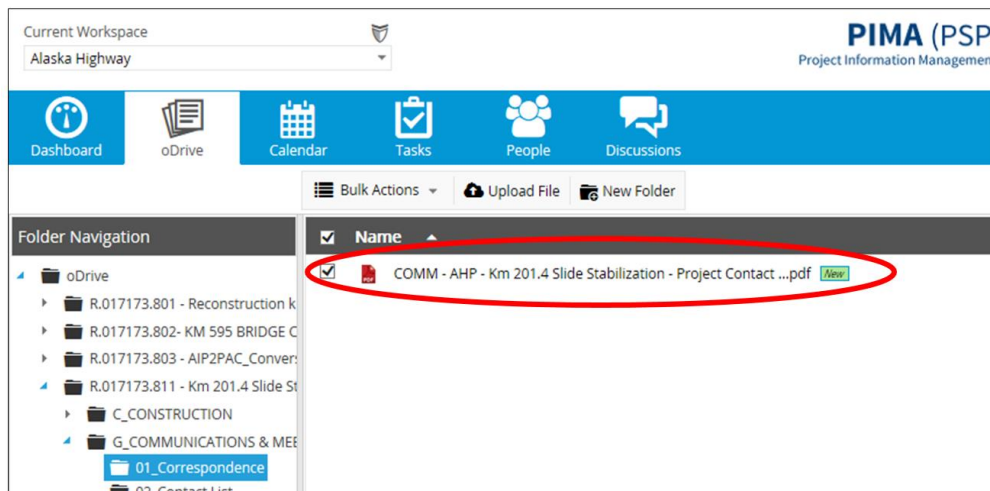 Current Workspace
Alaska Highway
PIMA (PSP
Project Information Managemen
Dashboard
oDrive
Calendar
Tasks
People
Discussions
Bulk Actions
Upload File
New Folder
Folder Navigation
Name
oDrive
COMM - AHP - Km 201.4 Slide Stabilization - Project Contact ...pdf New
PDF
R.017173.801 - Reconstruction k
R.017173.802- KM 595 BRIDGE C
R.017173.803 - AIP2PAC_Conver
R.017173.811 - Km 201.4 Slide St
C_CONSTRUCTION
G_COMMUNICATIONS & MEE
01_Correspondence
02_Contact List